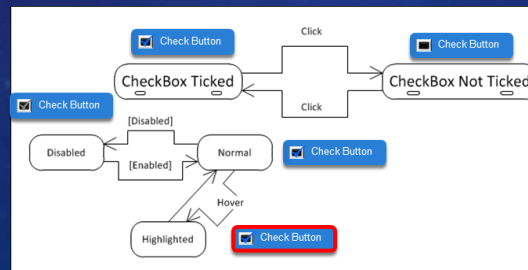 Click
Check Button
Check Button
CheckBox Ticked
CheckBox Not Ticked
Check Button
Click
[Disabled]
Disabled
Normal
Check Button
[Enabled]
Hover
Highlighted
Check Button